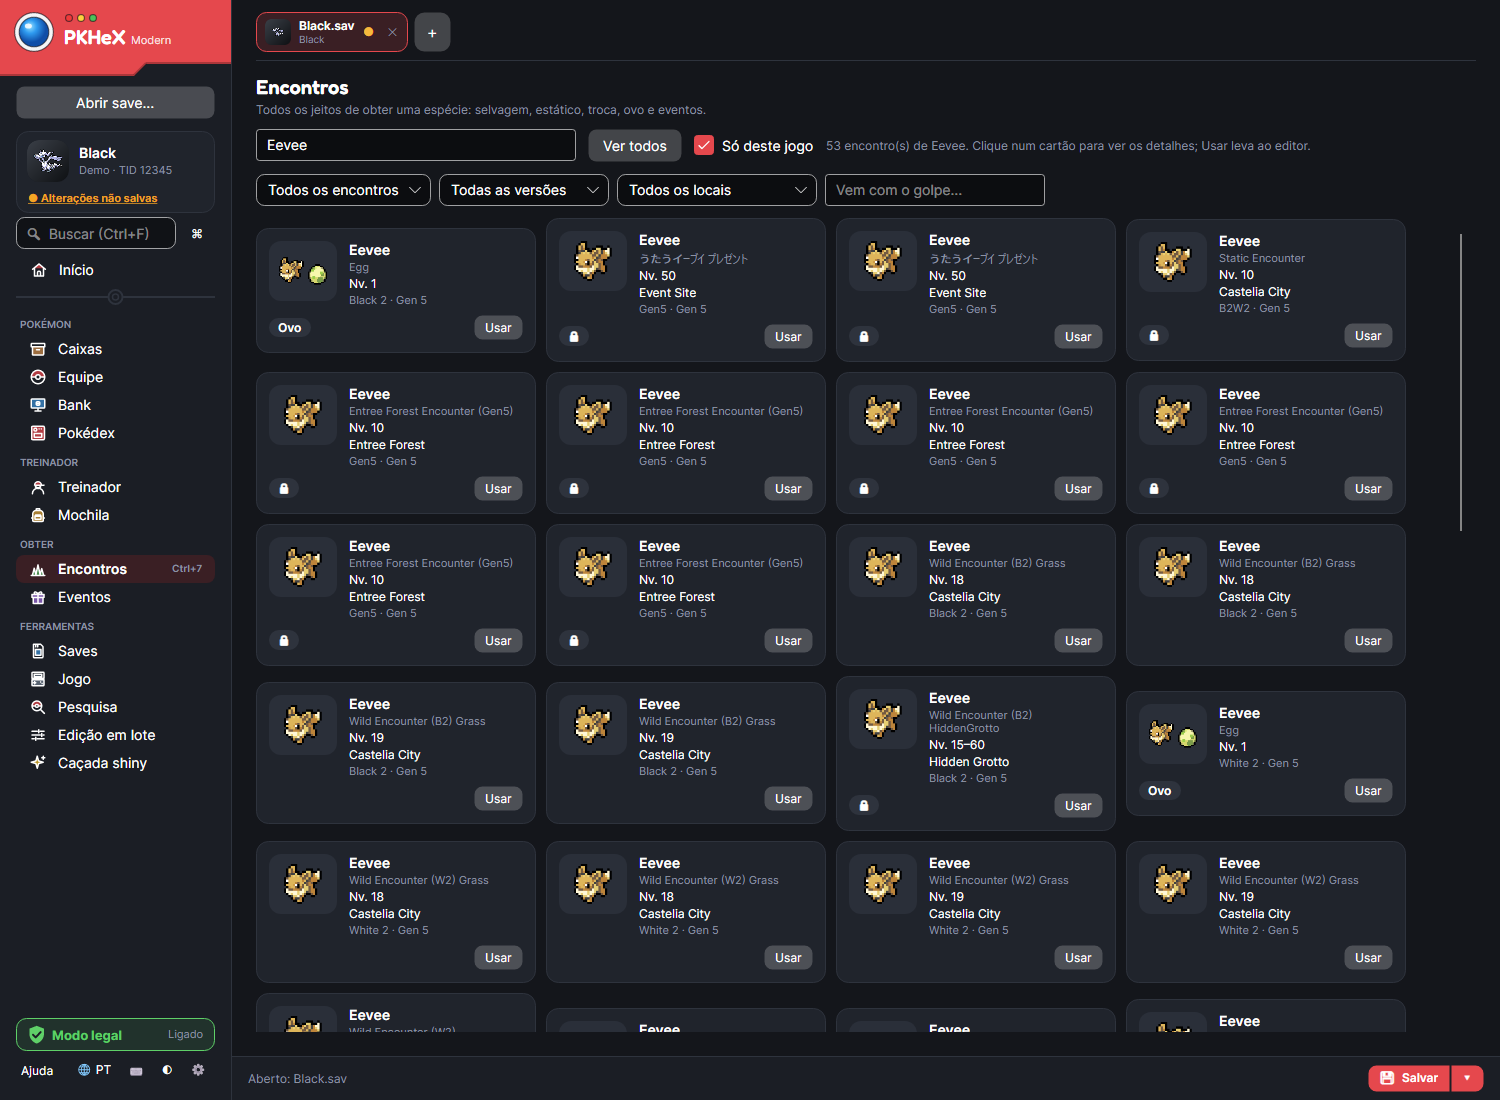 PKHeX Modern
Abrir save...
Black
Demo · TID 12345
Alterações não salvas
Buscar (Ctrl+F)
⌘
Início
POKÉMON
Caixas
Equipe
Bank
Pokédex
TREINADOR
Treinador
Mochila
OBTER
Encontros Ctrl+7
Eventos
FERRAMENTAS
Saves
Jogo
Pesquisa
Edição em lote
Caçada shiny
Modo legal Ligado
Ajuda PT
Black.sav
Black
+
Encontros
Todos os jeitos de obter uma espécie: selvagem, estático, troca, ovo e eventos.
Eevee Ver todos Só deste jogo 53 encontro(s) de Eevee. Clique num cartão para ver os detalhes; Usar leva ao editor.
Todos os encontros Todas as versões Todos os locais Vem com o golpe...
Eevee
Egg
Nv. 1
Black 2 · Gen 5
Ovo Usar
Eevee
うたうイーブイ プレゼント
Nv. 50
Event Site
Gen5 · Gen 5
Usar
Eevee
うたうイーブイ プレゼント
Nv. 50
Event Site
Gen5 · Gen 5
Usar
Eevee
Static Encounter
Nv. 10
Castelia City
B2W2 · Gen 5
Usar
Eevee
Entree Forest Encounter (Gen5)
Nv. 10
Entree Forest
Gen5 · Gen 5
Usar
Eevee
Entree Forest Encounter (Gen5)
Nv. 10
Entree Forest
Gen5 · Gen 5
Usar
Eevee
Entree Forest Encounter (Gen5)
Nv. 10
Entree Forest
Gen5 · Gen 5
Usar
Eevee
Entree Forest Encounter (Gen5)
Nv. 10
Entree Forest
Gen5 · Gen 5
Usar
Eevee
Entree Forest Encounter (Gen5)
Nv. 10
Entree Forest
Gen5 · Gen 5
Usar
Eevee
Entree Forest Encounter (Gen5)
Nv. 10
Entree Forest
Gen5 · Gen 5
Usar
Eevee
Wild Encounter (B2) Grass
Nv. 18
Castelia City
Black 2 · Gen 5
Usar
Eevee
Wild Encounter (B2) Grass
Nv. 18
Castelia City
Black 2 · Gen 5
Usar
Eevee
Wild Encounter (B2) Grass
Nv. 19
Castelia City
Black 2 · Gen 5
Usar
Eevee
Wild Encounter (B2) Grass
Nv. 19
Castelia City
Black 2 · Gen 5
Usar
Eevee
Wild Encounter (B2)
HiddenGrotto
Nv. 15–60
Hidden Grotto
Black 2 · Gen 5
Usar
Eevee
Egg
Nv. 1
White 2 · Gen 5
Ovo Usar
Eevee
Wild Encounter (W2) Grass
Nv. 18
Castelia City
White 2 · Gen 5
Usar
Eevee
Wild Encounter (W2) Grass
Nv. 18
Castelia City
White 2 · Gen 5
Usar
Eevee
Wild Encounter (W2) Grass
Nv. 19
Castelia City
White 2 · Gen 5
Usar
Eevee
Wild Encounter (W2) Grass
Nv. 19
Castelia City
White 2 · Gen 5
Usar
Eevee
Wild Encounter (W2)
Eevee
Eevee
Eevee
Aberto: Black.sav
Salvar